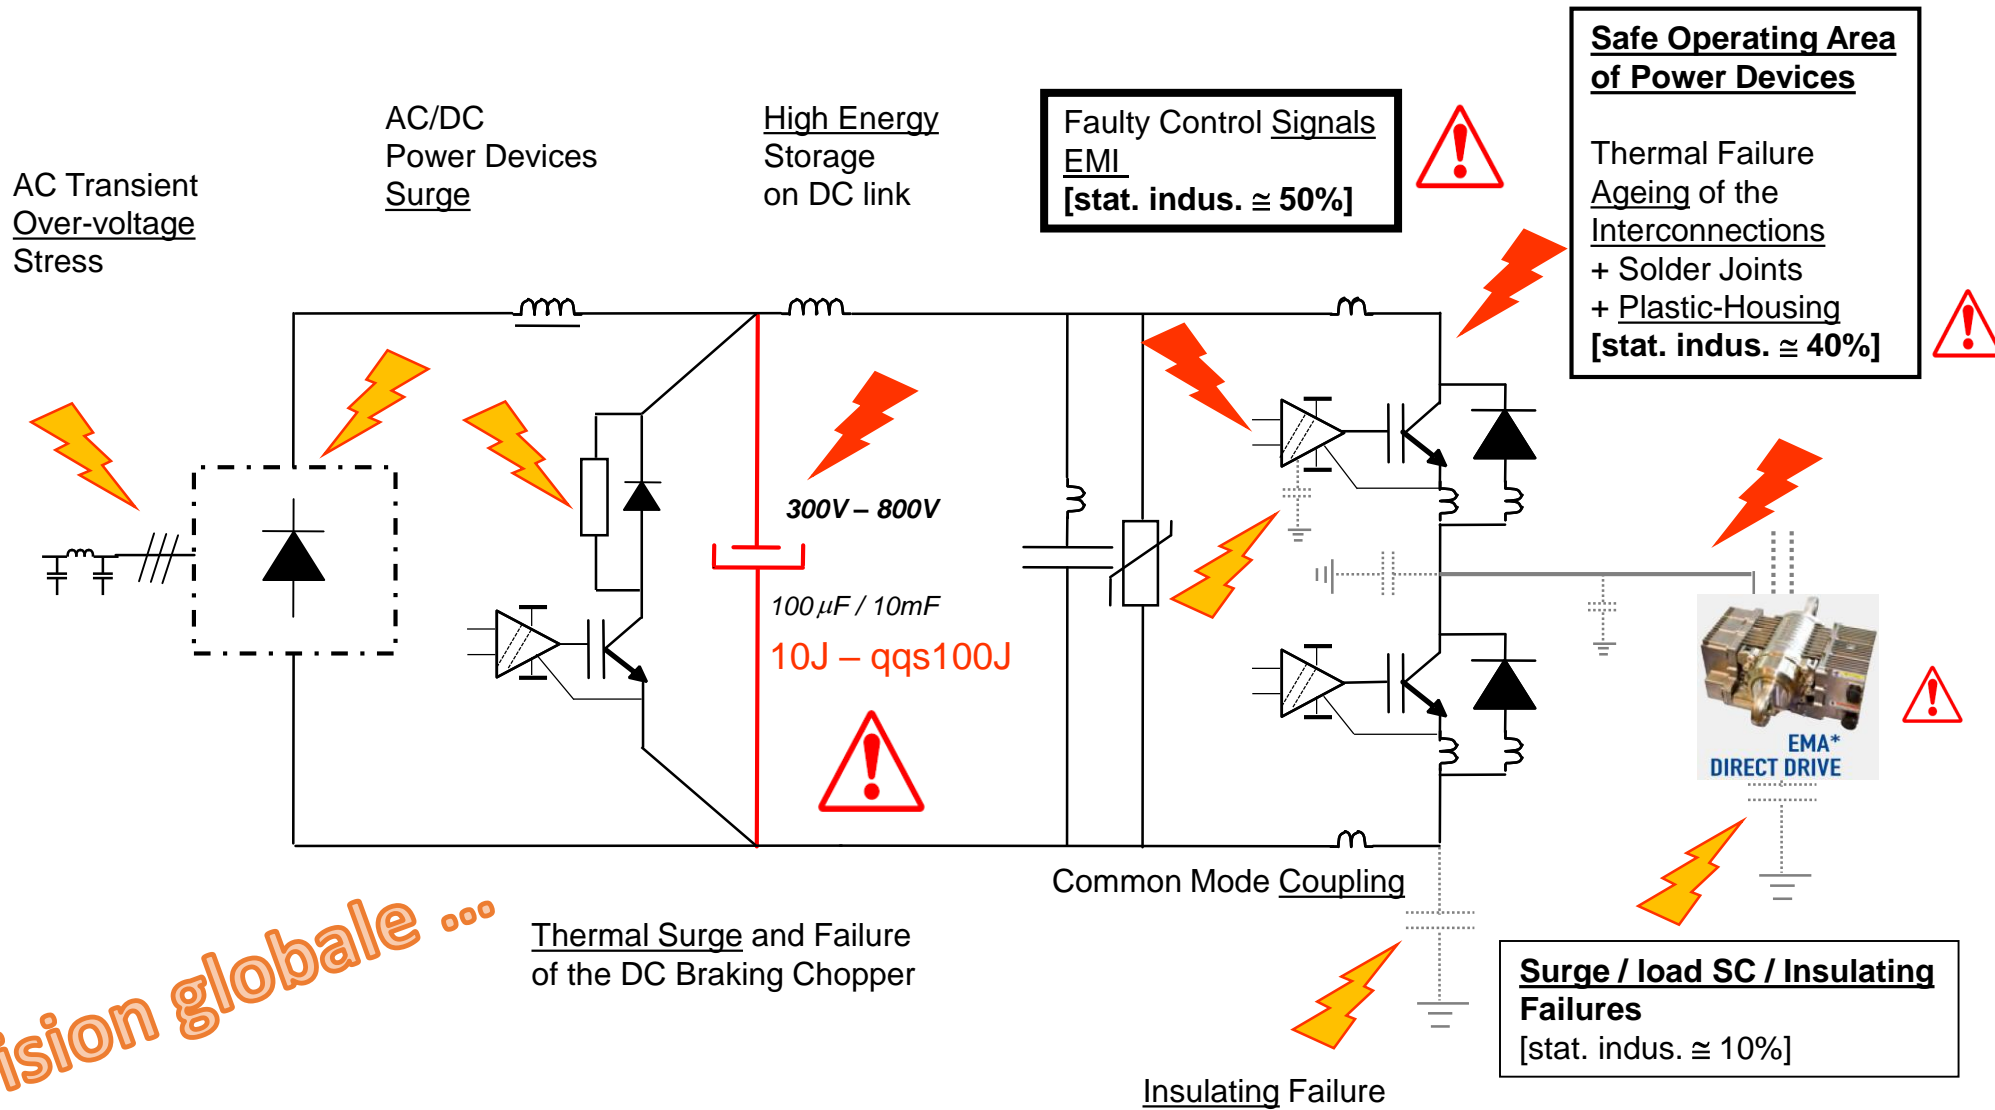 AC Transient
Over-voltage
Stress
AC/DC
Power Devices
Surge
High Energy
Storage
on DC link
Faulty Control Signals
EMI
[stat. indus. ≅ 50%]
Safe Operating Area
of Power Devices
Thermal Failure
Ageing of the
Interconnections
+ Solder Joints
+ Plastic-Housing
[stat. indus. ≅ 40%]
300V – 800V
100 μF / 10mF
10J – qqs100J
EMA*
DIRECT DRIVE
Common Mode Coupling
ision globale ...
Thermal Surge and Failure
of the DC Braking Chopper
Surge / load SC / Insulating
Failures
[stat. indus. ≅ 10%]
Insulating Failure